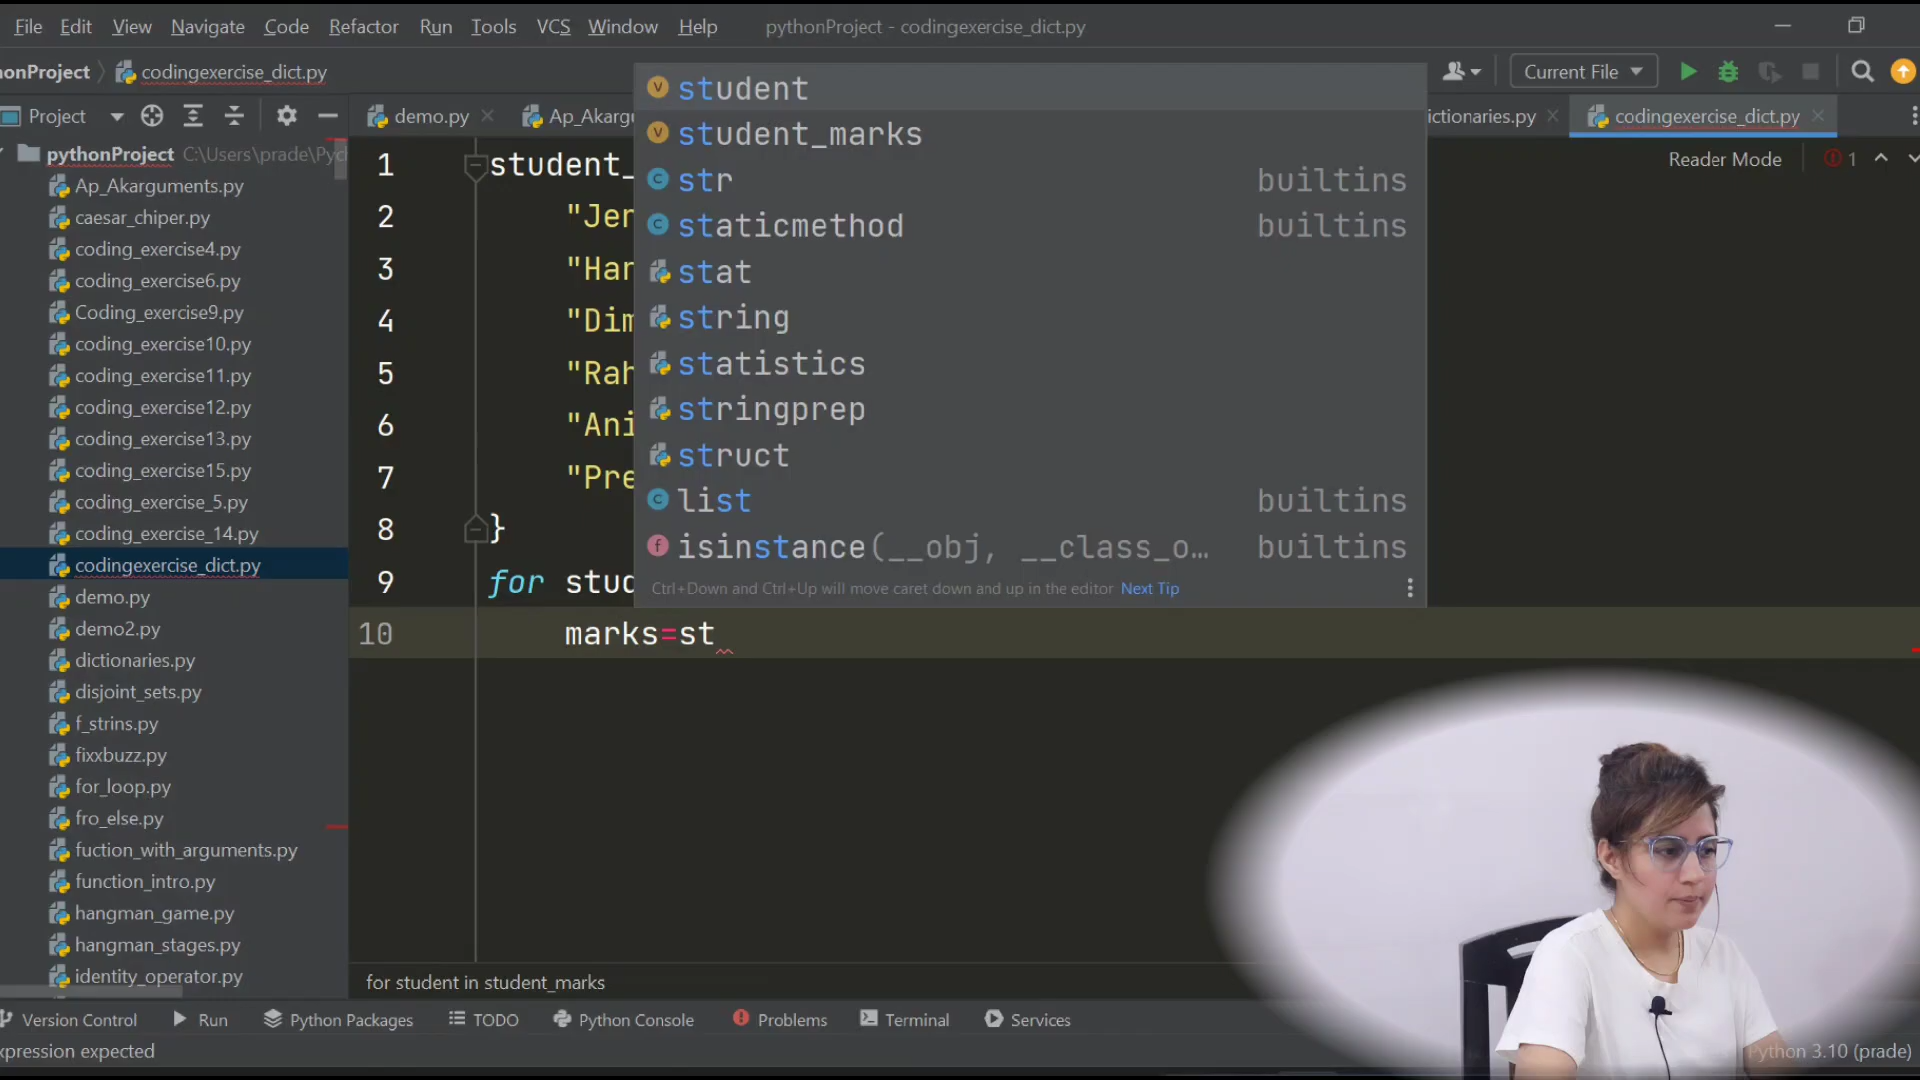 File Edit View Navigate Code Refactor Run Tools VCS Window Help pythonProject - codingexercise_dict.py
honProject codingexercise_dict.py Current File
Project demo.py Ap_Akargu ictionaries.py codingexercise_dict.py
pythonProject C:\Users\prade\Pyc
Reader Mode 1
Ap_Akarguments.py
caesar_chiper.py
coding_exercise4.py
coding_exercise6.py
Coding_exercise9.py
coding_exercise10.py
coding_exercise11.py
coding_exercise12.py
coding_exercise13.py
coding_exercise15.py
coding_exercise_5.py
coding_exercise_14.py
codingexercise_dict.py
demo.py
demo2.py
dictionaries.py
disjoint_sets.py
f_strins.py
fixxbuzz.py
for_loop.py
fro_else.py
fuction_with_arguments.py
function_intro.py
hangman_game.py
hangman_stages.py
identity_operator.py
1 student_
2 "Jer
3 "Har
4 "Dim
5 "Rah
6 "Ani
7 "Pre
8 }
9 for stud
10 marks=st
student
student_marks
str builtins
staticmethod builtins
stat
string
statistics
stringprep
struct
list builtins
isinstance(__obj, __class_o… builtins
Ctrl+Down and Ctrl+Up will move caret down and up in the editor Next Tip
for student in student_marks
Version Control Run Python Packages TODO Python Console Problems Terminal Services
xpression expected Python 3.10 (prade)